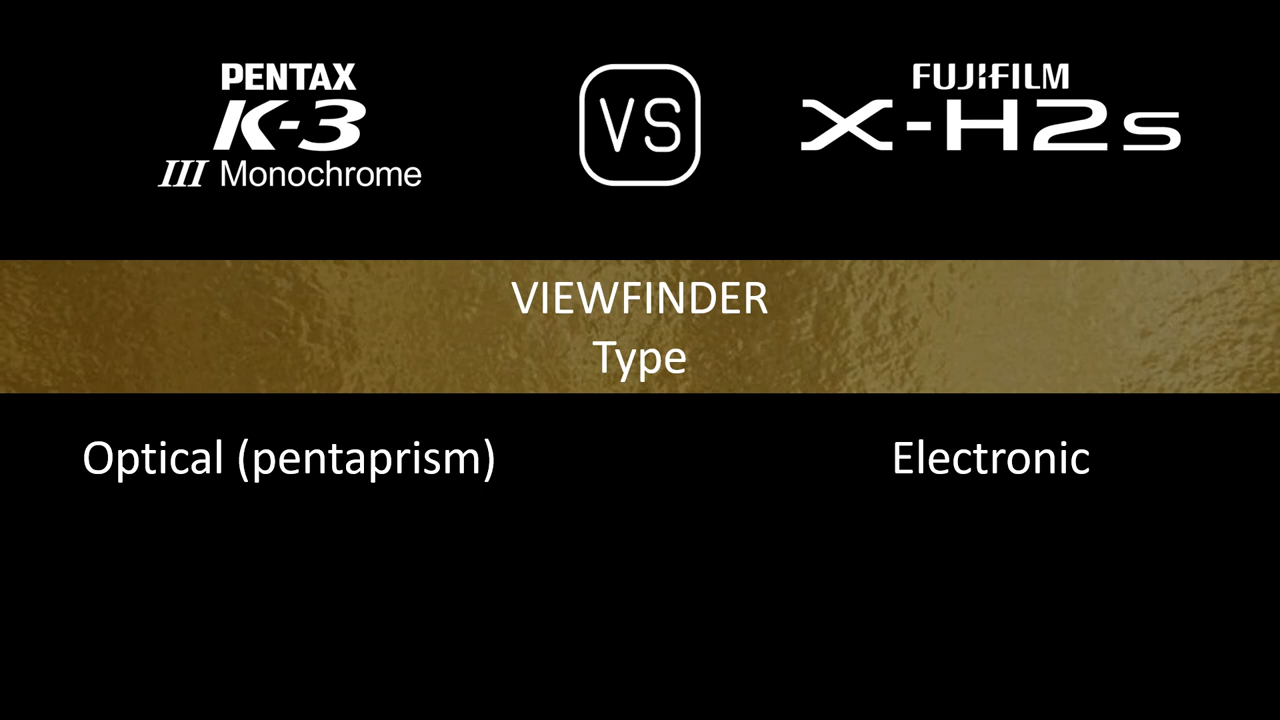 PENTAX
K-3
III Monochrome
VS
FUJIFILM
X-H2s
VIEWFINDER
Type
Optical (pentaprism)
Electronic